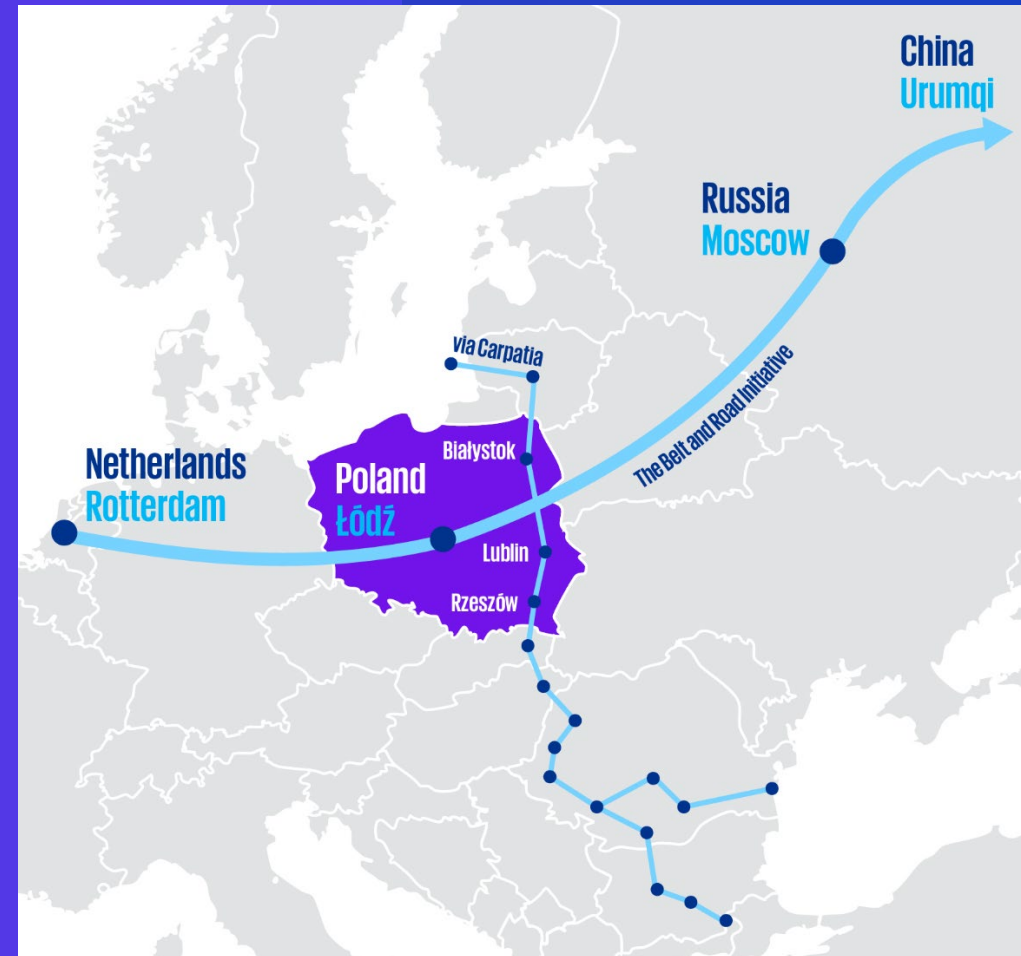 China
Urumqi
Russia
Moscow
via Carpatia
The Belt and Road Initiative
Białystok
Netherlands
Rotterdam
Poland
Łódź
Lublin
Rzeszów